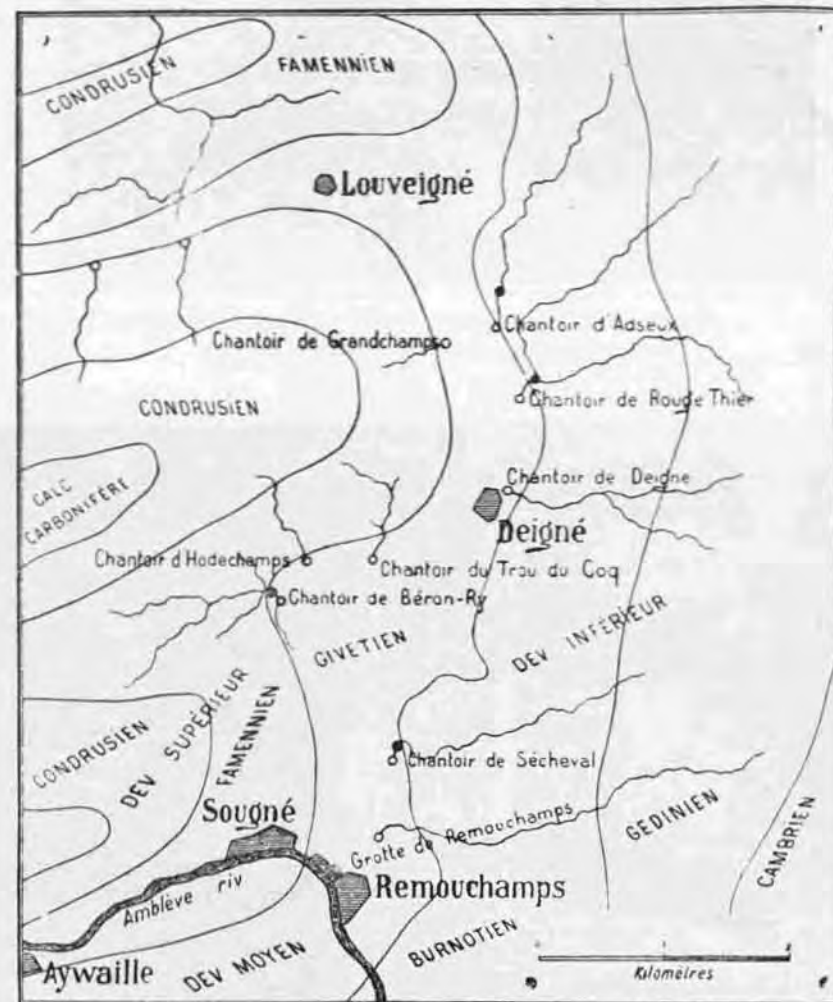 CONDRUSIEN
FAMENNIEN
Louveigné
Chantoir d'Adseux
Chantoir de Grandchamps
Chantoir de Rouge Thier
CONDRUSIEN
CALC
CARBONIFÈRE
Chantoir de Deigne
Deigné
Chantoir d'Hodechamps
Chantoir du Trou du Coq
Chantoir de Béron-Ry
GIVETIEN
DEV INFÉRIEUR
CONDRUSIEN
DEV SUPÉRIEUR
FAMENNIEN
Chantoir de Sécheval
Sougné
Grotte de Remouchamps
GEDINIEN
CAMBRIEN
Remouchamps
Amblève riv
Aywaille
DEV MOYEN
BURNOTIEN
Kilomètres